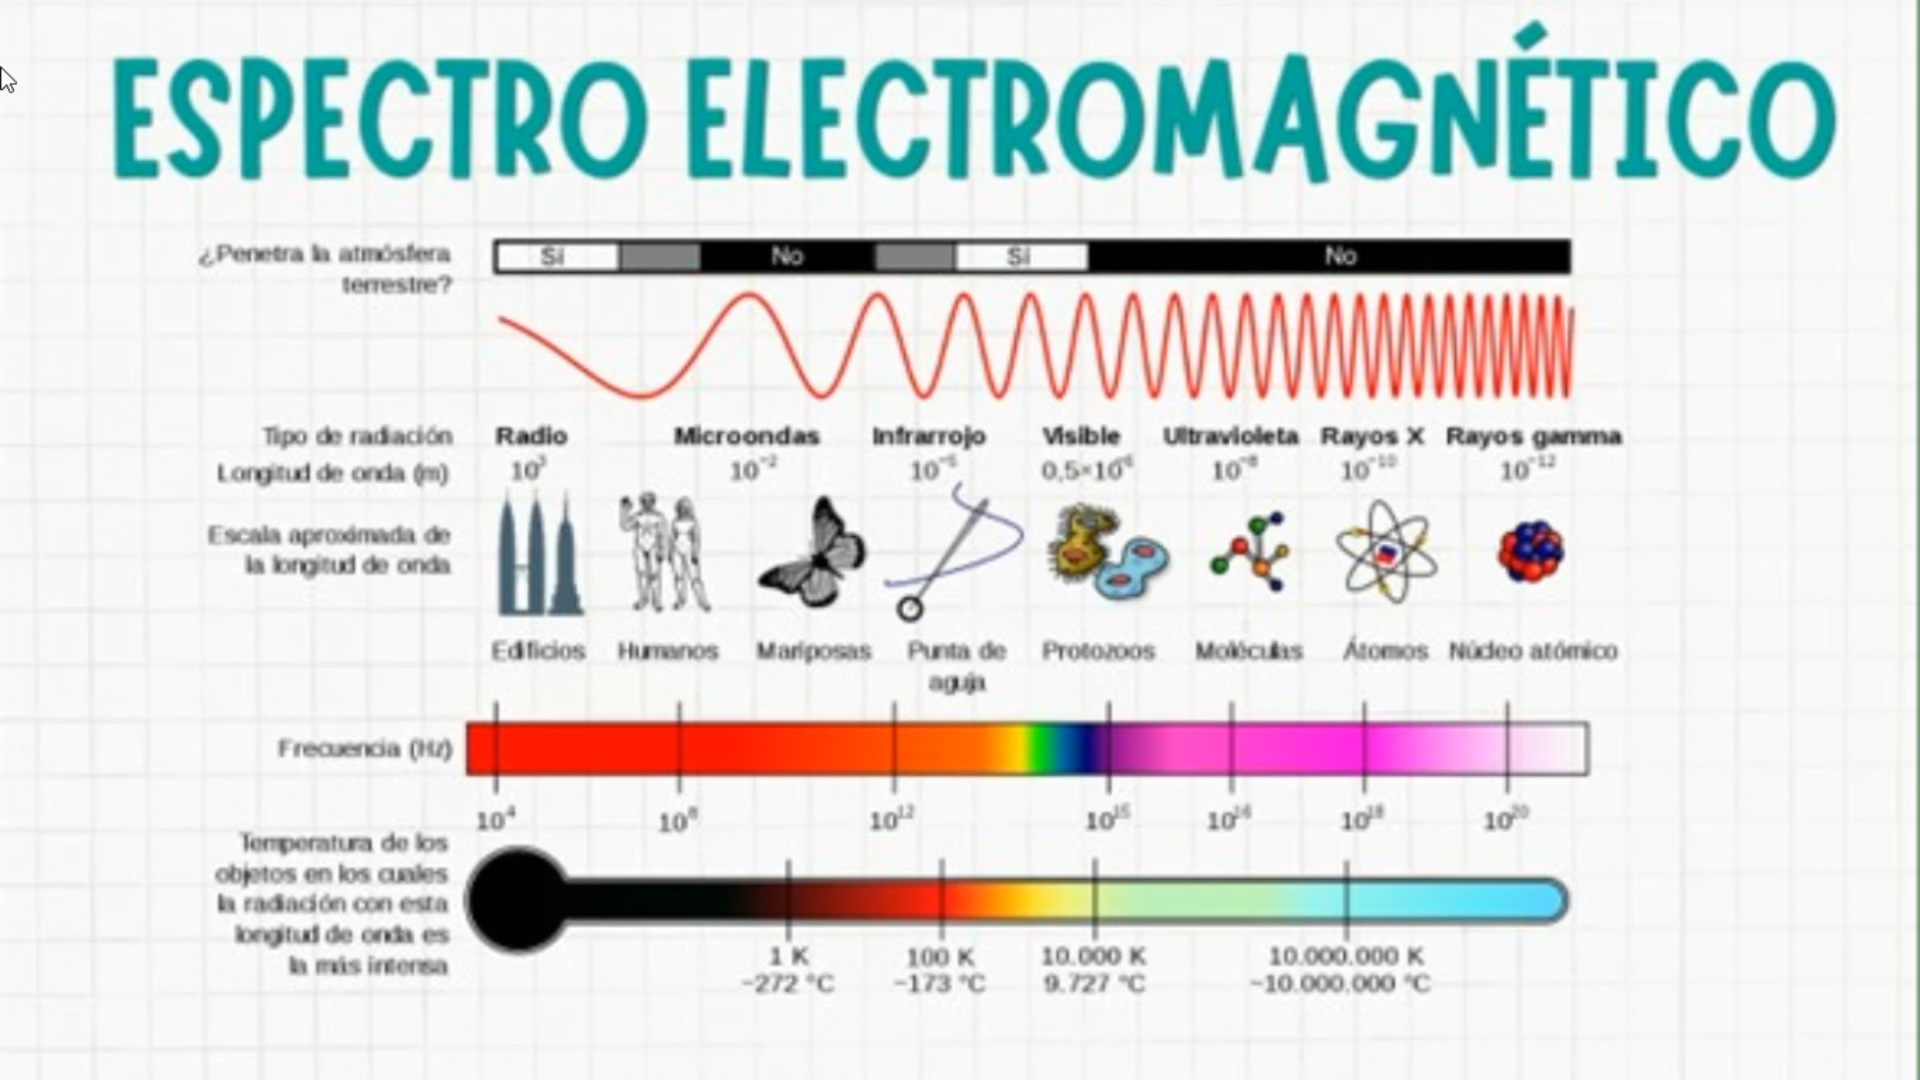 ESPECTRO ELECTROMAGNÉTICO
¿Penetra la atmósfera
terrestre?
Sí No Sí No
Tipo de radiación Radio Microondas Infrarrojo Visible Ultravioleta Rayos X Rayos gamma
Longitud de onda (m) 10³ 10⁻² 10⁻⁵ 0,5×10⁻⁶ 10⁻⁸ 10⁻¹⁰ 10⁻¹²
Escala aproximada de
la longitud de onda
Edificios Humanos Mariposas Punta de
aguja Protozoos Moléculas Átomos Núcleo atómico
Frecuencia (Hz)
10⁴ 10⁸ 10¹² 10¹⁵ 10¹⁶ 10¹⁸ 10²⁰
Temperatura de los
objetos en los cuales
la radiación con esta
longitud de onda es
la más intensa
1 K 100 K 10.000 K 10.000.000 K
−272 °C −173 °C 9.727 °C ~10.000.000 °C